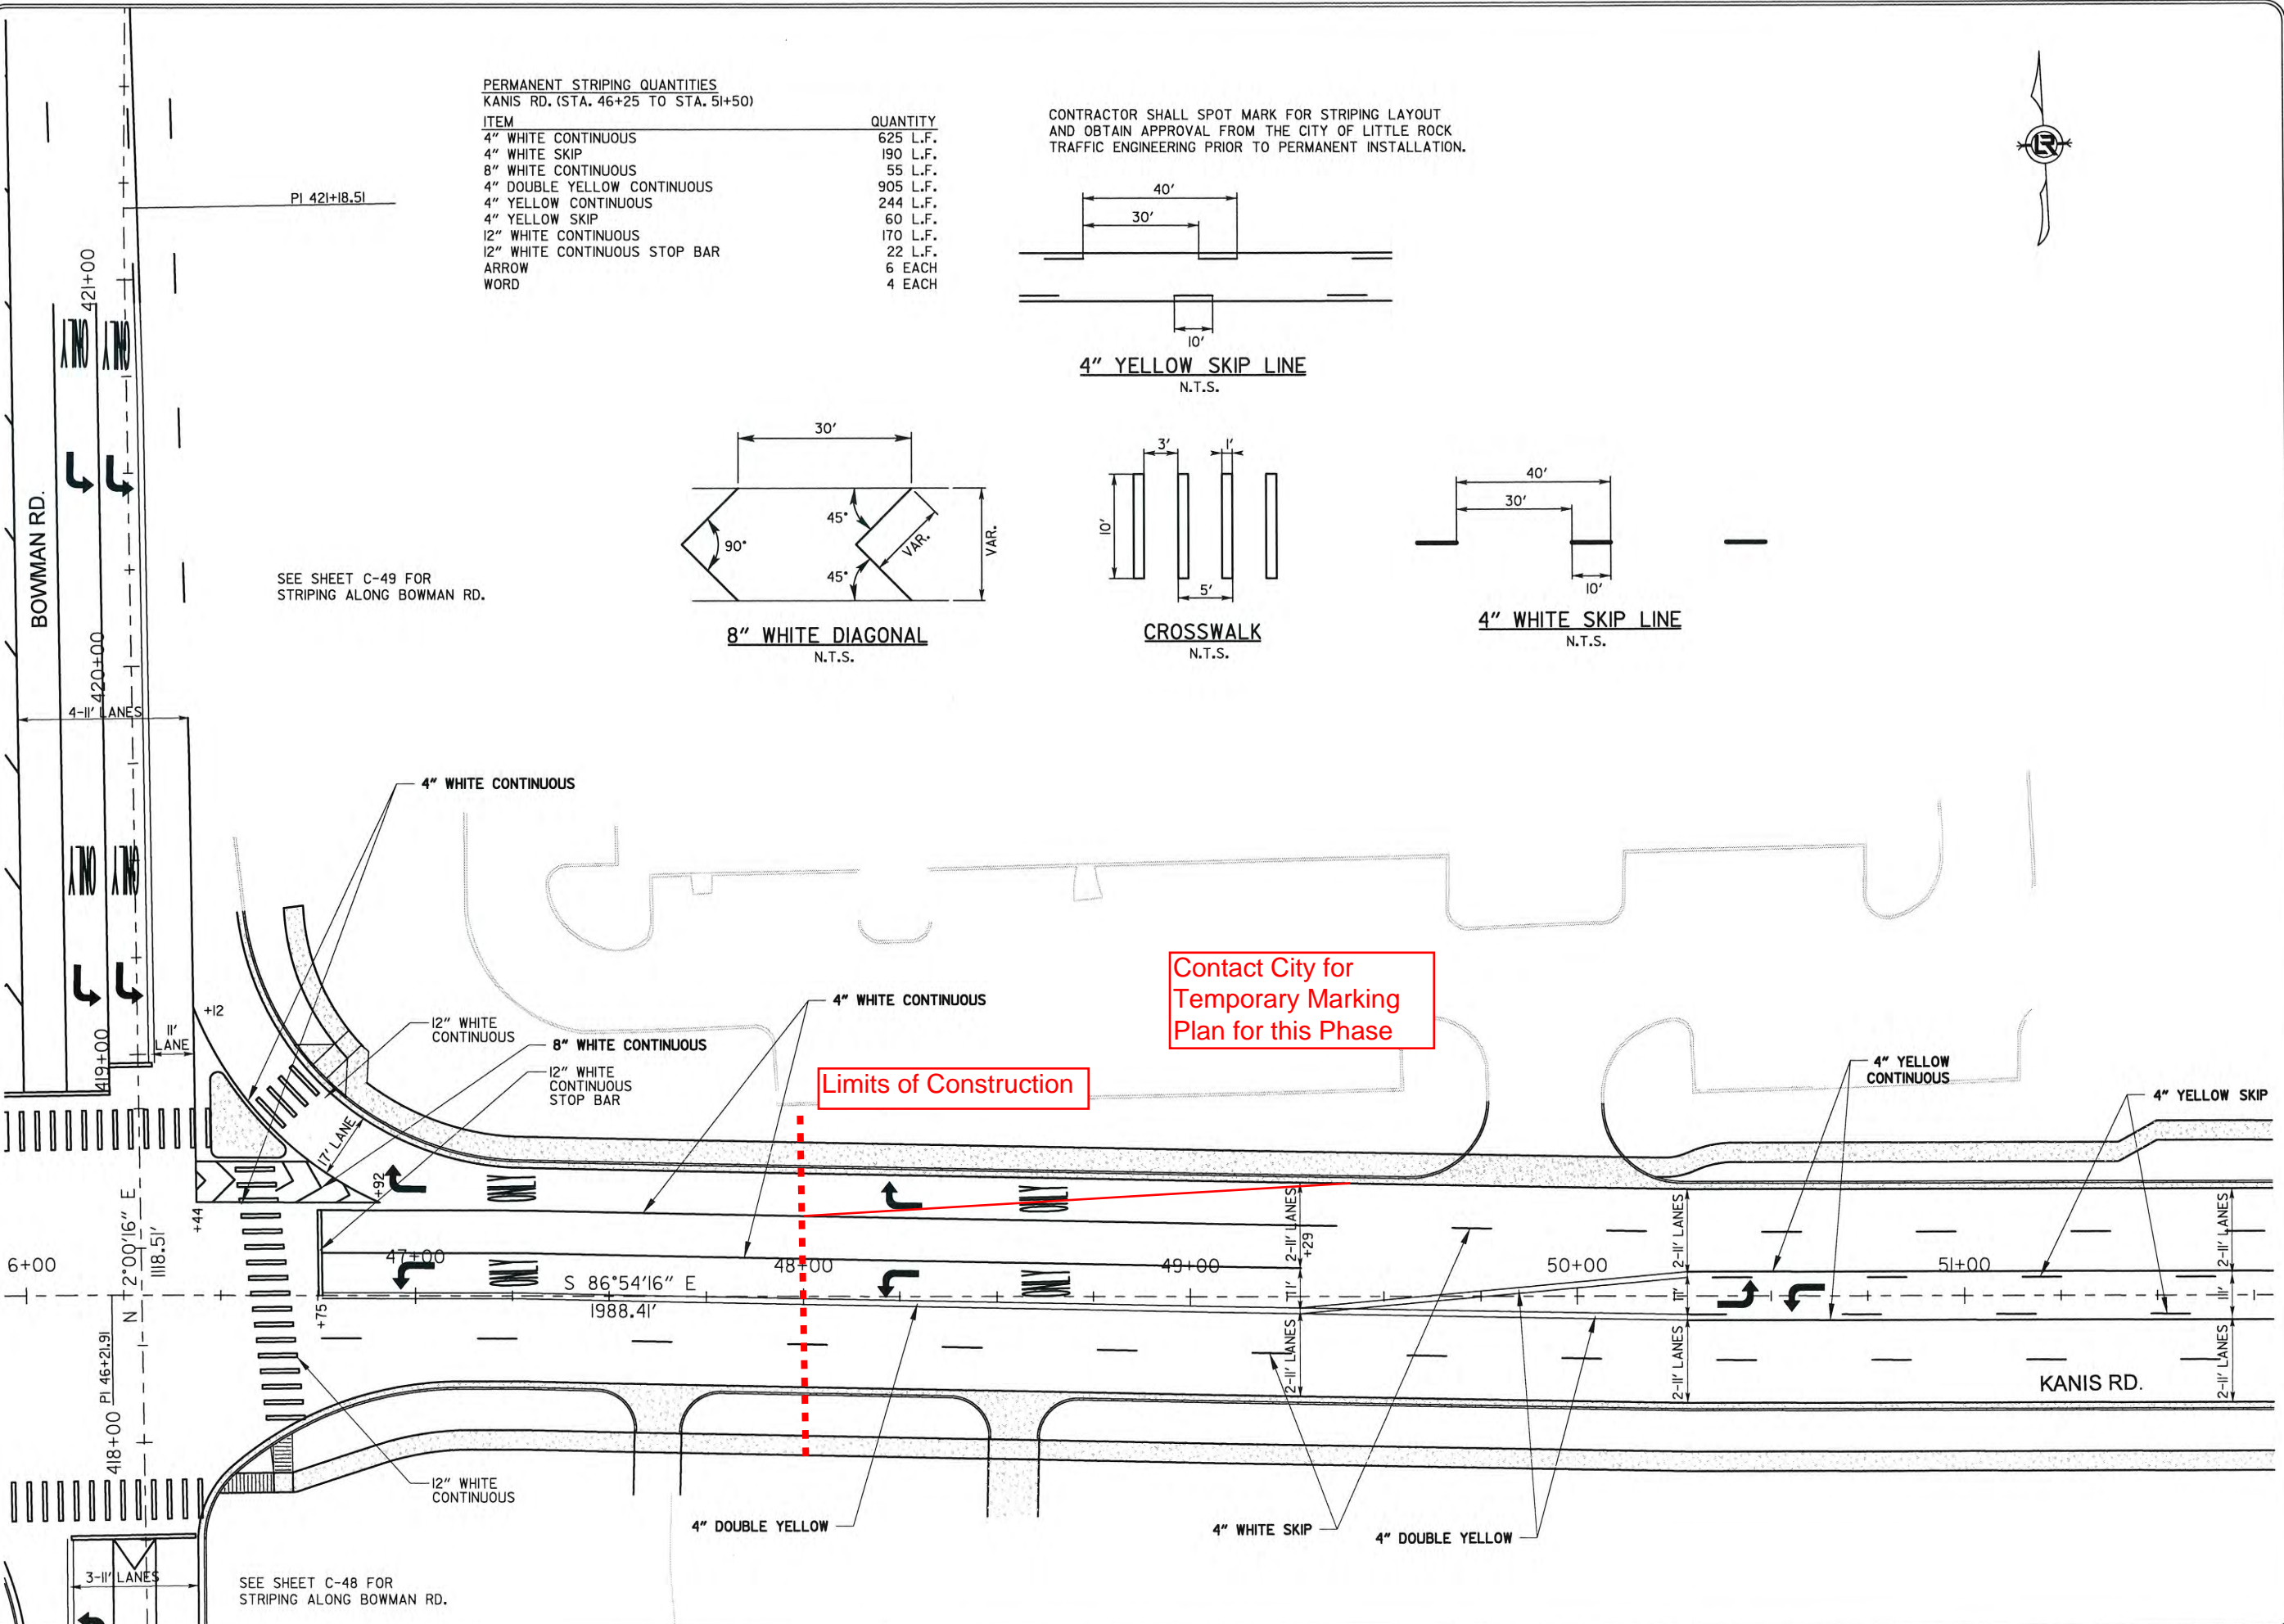 PERMANENT STRIPING QUANTITIES
KANIS RD. (STA. 46+25 TO STA. 51+50)
ITEM QUANTITY
4" WHITE CONTINUOUS 625 L.F.
4" WHITE SKIP 190 L.F.
8" WHITE CONTINUOUS 55 L.F.
4" DOUBLE YELLOW CONTINUOUS 905 L.F.
4" YELLOW CONTINUOUS 244 L.F.
4" YELLOW SKIP 60 L.F.
12" WHITE CONTINUOUS 170 L.F.
12" WHITE CONTINUOUS STOP BAR 22 L.F.
ARROW 6 EACH
WORD 4 EACH
CONTRACTOR SHALL SPOT MARK FOR STRIPING LAYOUT
AND OBTAIN APPROVAL FROM THE CITY OF LITTLE ROCK
TRAFFIC ENGINEERING PRIOR TO PERMANENT INSTALLATION.
LR
40'
30'
10'
4" YELLOW SKIP LINE
N.T.S.
PI 421+18.51
421+00
ONLY
ONLY
BOWMAN RD.
420+00
4-11' LANES
SEE SHEET C-49 FOR
STRIPING ALONG BOWMAN RD.
30'
90°
45°
45°
VAR.
VAR.
8" WHITE DIAGONAL
N.T.S.
3'
1'
10'
5'
CROSSWALK
N.T.S.
40'
30'
10'
4" WHITE SKIP LINE
N.T.S.
4" WHITE CONTINUOUS
ONLY
ONLY
419+00
11'
LANE
+12
12" WHITE
CONTINUOUS
8" WHITE CONTINUOUS
12" WHITE
CONTINUOUS
STOP BAR
4" WHITE CONTINUOUS
Contact City for
Temporary Marking
Plan for this Phase
Limits of Construction
4" YELLOW
CONTINUOUS
4" YELLOW SKIP
17' LANE
+92
+44
ONLY
ONLY
2-11' LANES
+29
2-11' LANES
2-11' LANES
6+00
N 2°00'16" E
1118.51'
47+00
ONLY
S 86°54'16" E
1988.41'
48+00
ONLY
49+00
50+00
51+00
+75
11'
11'
11'
2-11' LANES
2-11' LANES
2-11' LANES
KANIS RD.
PI 46+21.91
418+00
12" WHITE
CONTINUOUS
4" DOUBLE YELLOW
4" WHITE SKIP
4" DOUBLE YELLOW
3-11' LANES
SEE SHEET C-48 FOR
STRIPING ALONG BOWMAN RD.